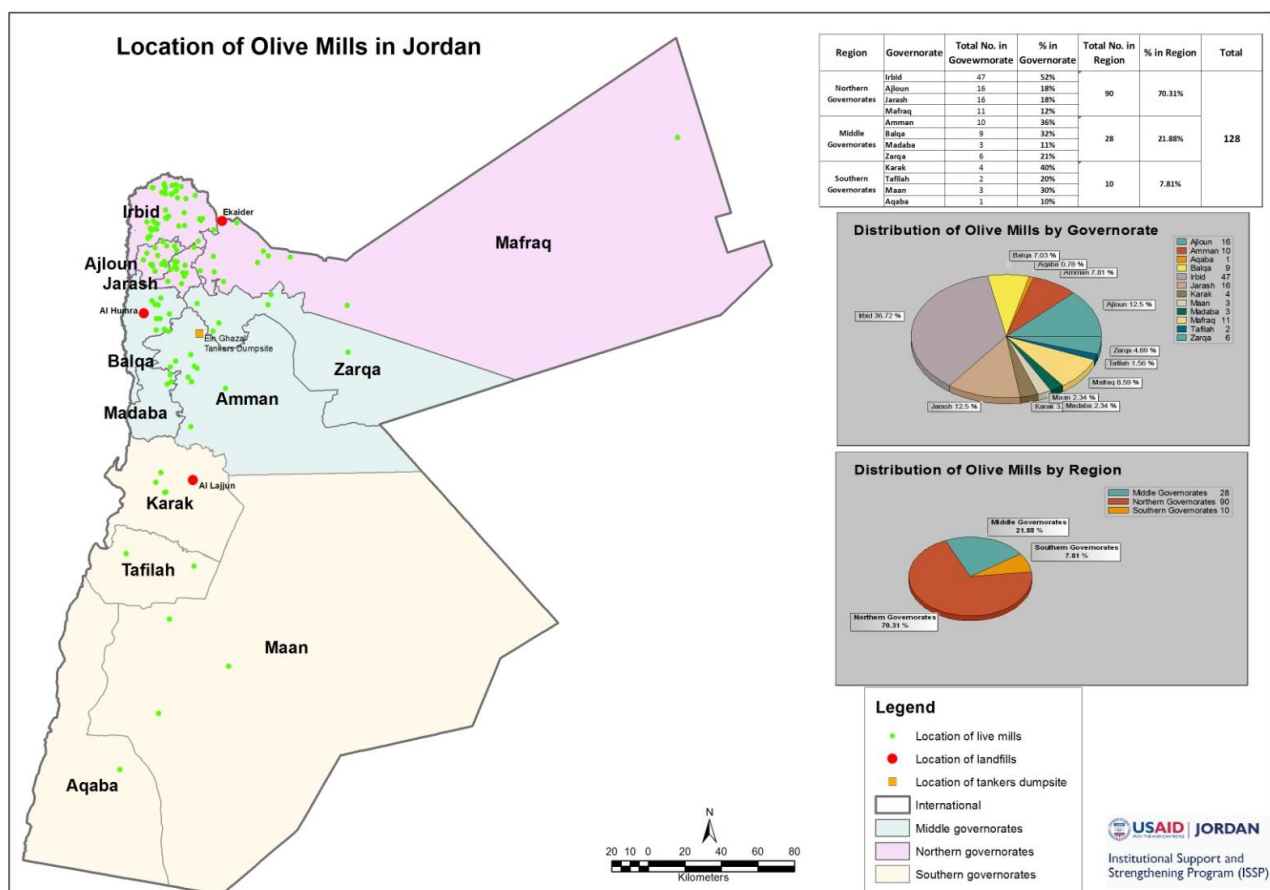 Location of Olive Mills in Jordan
Region Governorate Total No. in Govewrnorate % in Governorate Total No. in Region % in Region Total
Northern Governorates 90 70.31% 128
Irbid 47 52%
Ajloun 16 18%
Jarash 16 18%
Mafraq 11 12%
Middle Governorates 28 21.88%
Amman 10 36%
Balqa 9 32%
Madaba 3 11%
Zarqa 6 21%
Southern Governorates 10 7.81%
Karak 4 40%
Tafilah 2 20%
Maan 3 30%
Aqaba 1 10%
Irbid
Ekaider
Mafraq
Ajloun
Jarash
Al Humra
Ein Ghazal
Tankers Dumpsite
Balqa
Zarqa
Amman
Madaba
Al Lajjun
Karak
Tafilah
Maan
Aqaba
Distribution of Olive Mills by Governorate
Ajloun 16
Amman 10
Aqaba 1
Balqa 9
Irbid 47
Jarash 16
Karak 4
Maan 3
Madaba 3
Mafraq 11
Tafilah 2
Zarqa 6
Balqa 7.03 %
Aqaba 0.78 %
Amman 7.81 %
Ajloun 12.5 %
Irbid 36.72 %
Zarqa 4.69 %
Tafilah 1.56 %
Mafraq 8.59 %
Maan 2.34 %
Madaba 2.34 %
Karak 3.
Jarash 12.5 %
Distribution of Olive Mills by Region
Middle Governorates 28
Northern Governorates 90
Southern Governorates 10
Middle Governorates
21.88 %
Southern Governorates
7.81 %
Northern Governorates
70.31 %
Legend
Location of live mills
Location of landfills
Location of tankers dumpsite
International
Middle governorates
Northern governorates
Southern governorates
N
20 10 0 20 40 60 80
Kilometers
USAID | JORDAN
FROM THE AMERICAN PEOPLE
Institutional Support and
Strengthening Program (ISSP)